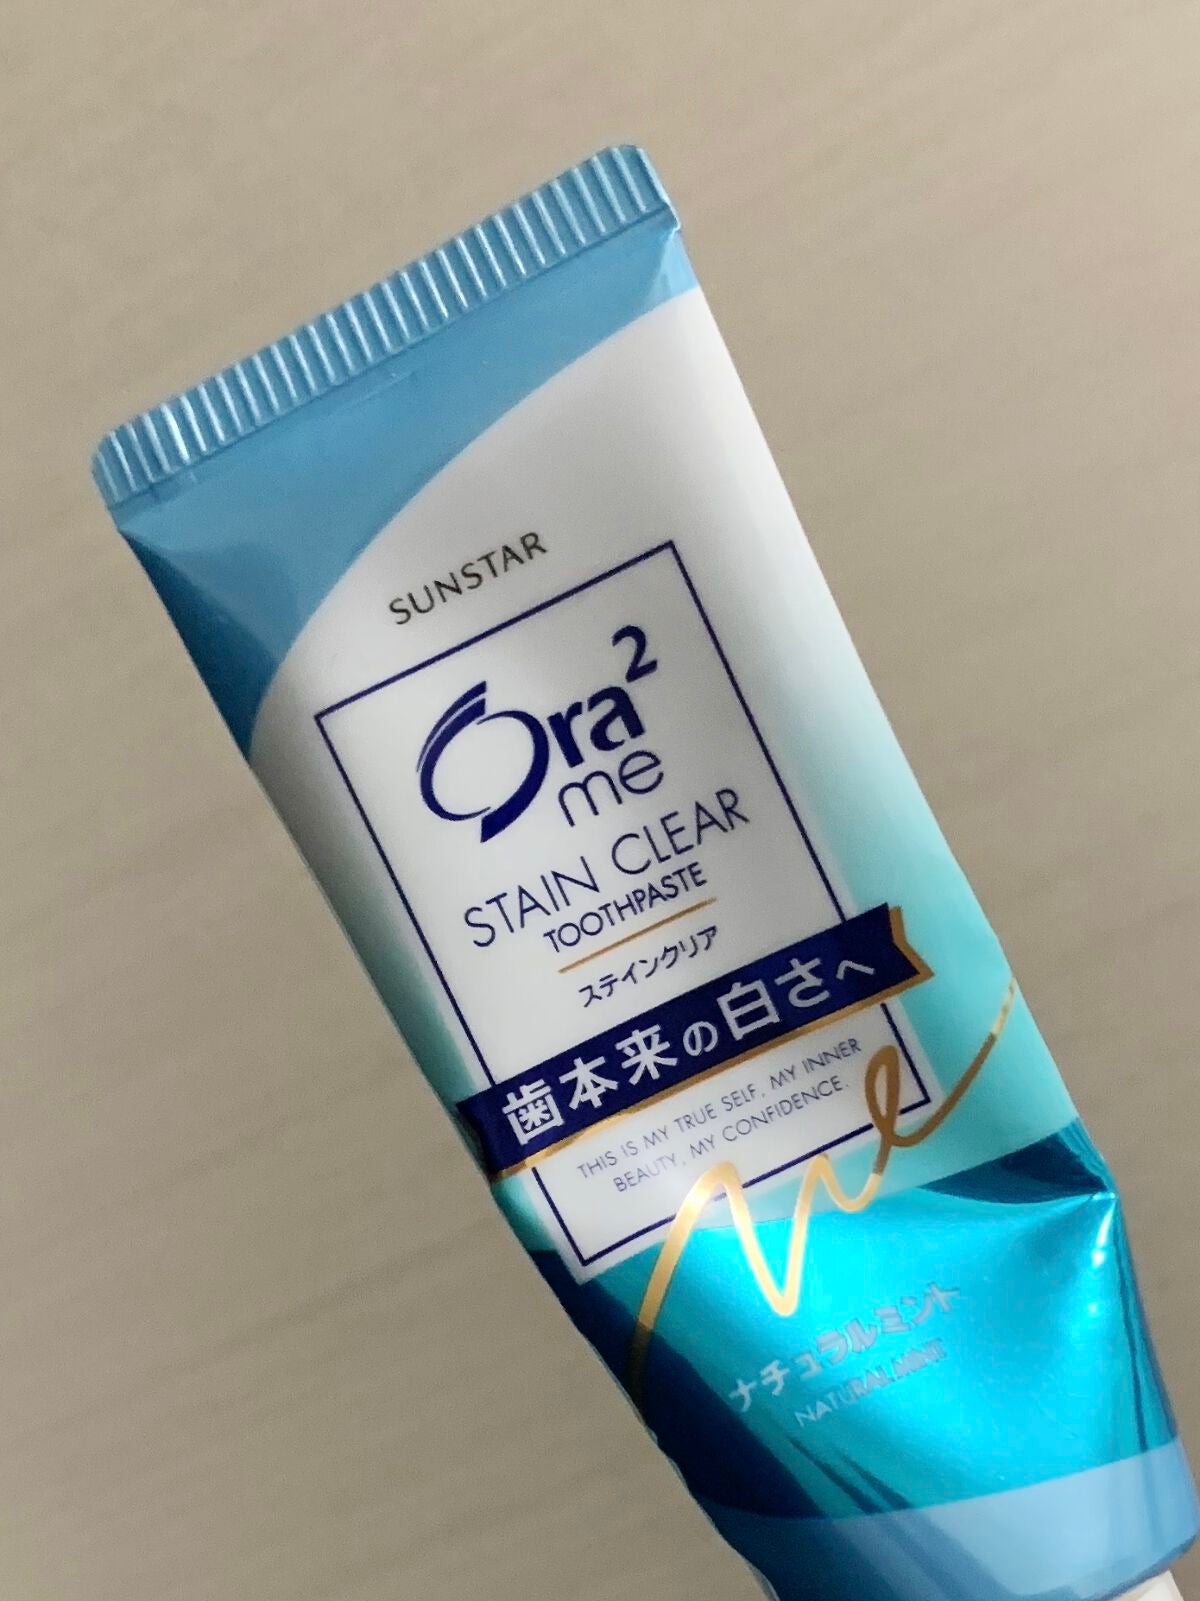 SUNSTAR
Ora²
me
STAIN CLEAR
TOOTHPASTE
ステインクリア
歯本来の白さへ
THIS IS MY TRUE SELF, MY INNER
BEAUTY, MY CONFIDENCE.
Me
ナチュラルミント
NATURAL MINT